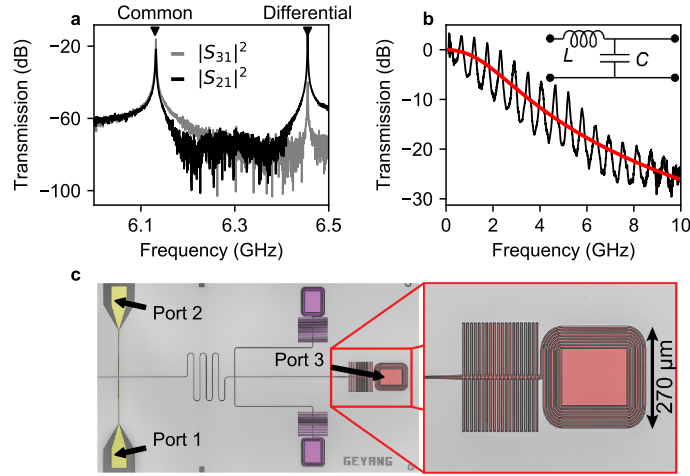 a
Common
Differential
Transmission (dB)
−20
−60
−100
|S31|²
|S21|²
6.1
6.3
6.5
Frequency (GHz)
b
Transmission (dB)
0
−10
−20
−30
L
C
0
2
4
6
8
10
Frequency (GHz)
c
Port 2
Port 3
Port 1
GEYANG
270 μm